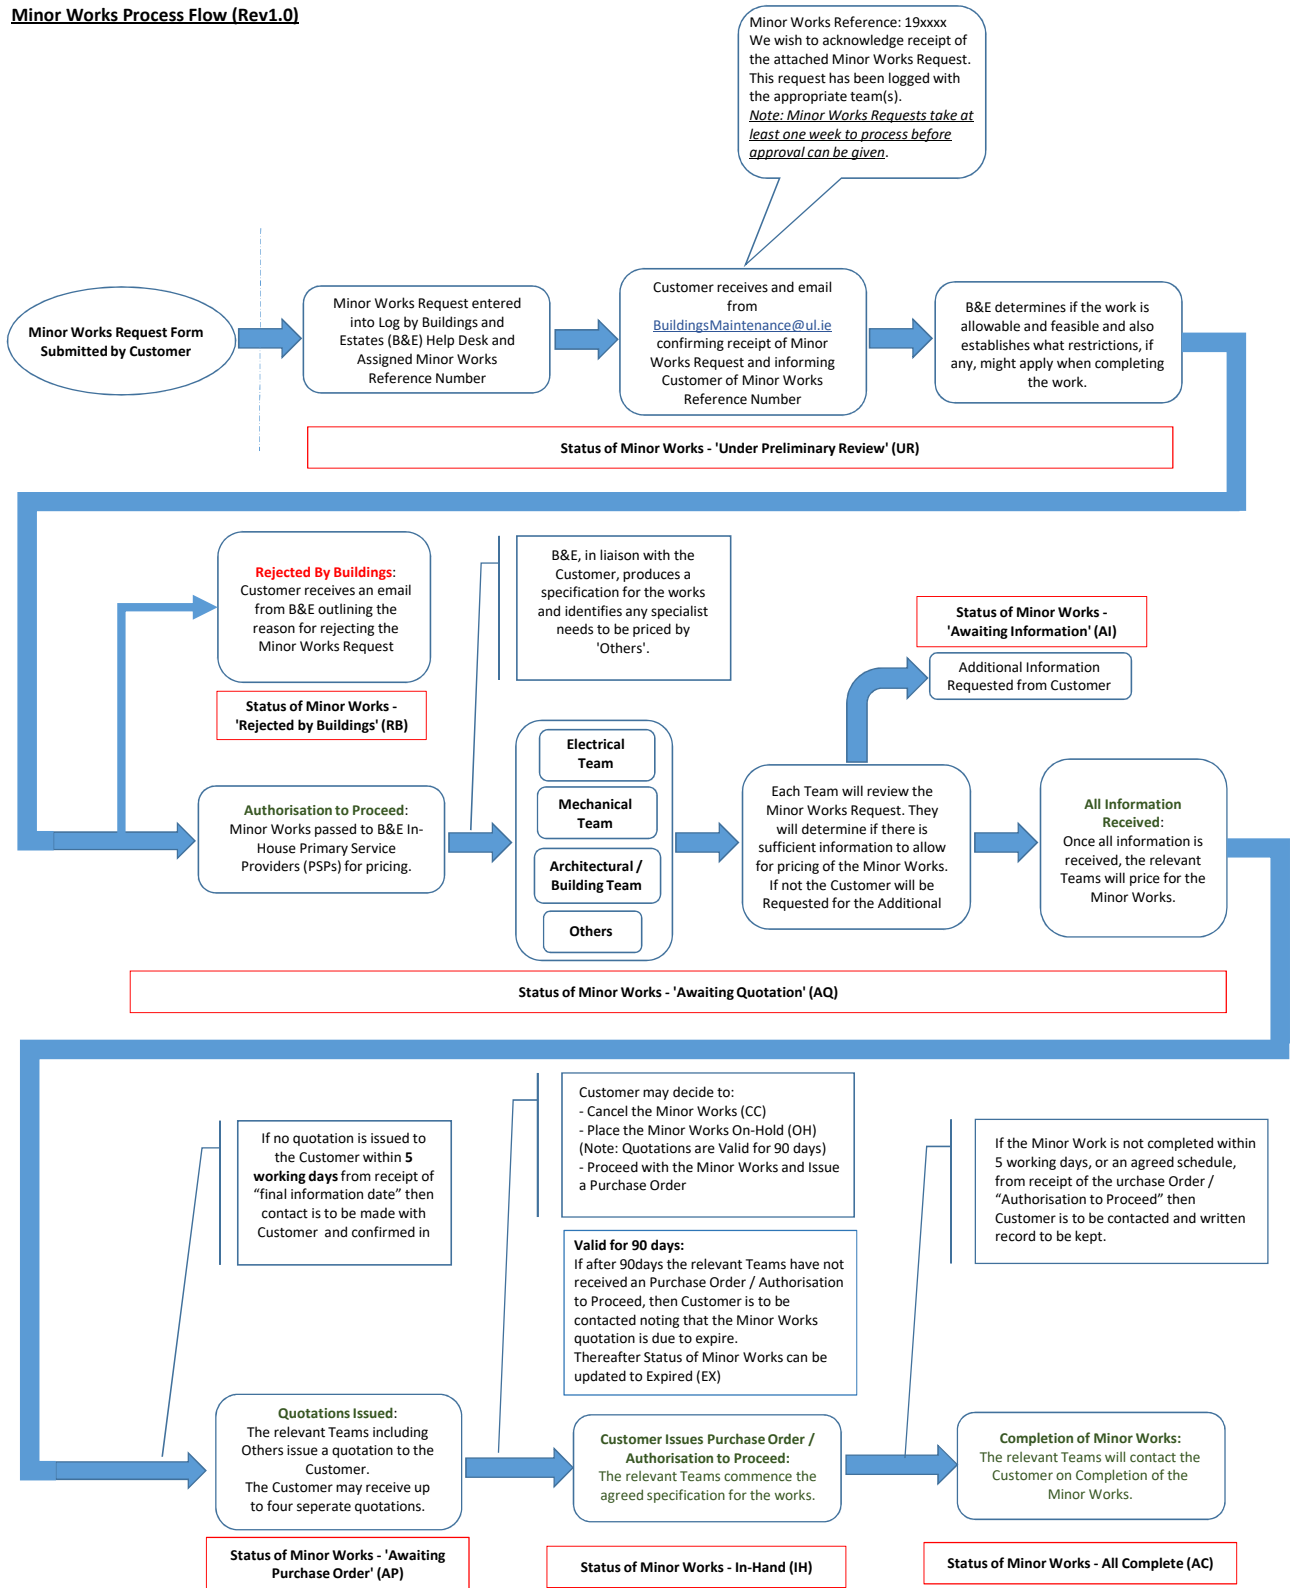 Minor Works Process Flow (Rev1.0)
Minor Works Reference: 19xxxx
We wish to acknowledge receipt of
the attached Minor Works Request.
This request has been logged with
the appropriate team(s).
Note: Minor Works Requests take at
least one week to process before
approval can be given.
Minor Works Request Form
Submitted by Customer
Minor Works Request entered
into Log by Buildings and
Estates (B&E) Help Desk and
Assigned Minor Works
Reference Number
Customer receives and email
from
BuildingsMaintenance@ul.ie
confirming receipt of Minor
Works Request and informing
Customer of Minor Works
Reference Number
B&E determines if the work is
allowable and feasible and also
establishes what restrictions, if
any, might apply when completing
the work.
Status of Minor Works - 'Under Preliminary Review' (UR)
Rejected By Buildings:
Customer receives an email
from B&E outlining the
reason for rejecting the
Minor Works Request
Status of Minor Works -
'Rejected by Buildings' (RB)
B&E, in liaison with the
Customer, produces a
specification for the works
and identifies any specialist
needs to be priced by
'Others'.
Status of Minor Works -
'Awaiting Information' (AI)
Additional Information
Requested from Customer
Authorisation to Proceed:
Minor Works passed to B&E In-
House Primary Service
Providers (PSPs) for pricing.
Electrical
Team
Mechanical
Team
Architectural /
Building Team
Others
Each Team will review the
Minor Works Request. They
will determine if there is
sufficient information to allow
for pricing of the Minor Works.
If not the Customer will be
Requested for the Additional
All Information
Received:
Once all information is
received, the relevant
Teams will price for the
Minor Works.
Status of Minor Works - 'Awaiting Quotation' (AQ)
If no quotation is issued to
the Customer within 5
working days from receipt of
“final information date” then
contact is to be made with
Customer  and confirmed in
Customer may decide to:
- Cancel the Minor Works (CC)
- Place the Minor Works On-Hold (OH)
(Note: Quotations are Valid for 90 days)
- Proceed with the Minor Works and Issue
a Purchase Order
Valid for 90 days:
If after 90days the relevant Teams have not
received an Purchase Order / Authorisation
to Proceed, then Customer is to be
contacted noting that the Minor Works
quotation is due to expire.
Thereafter Status of Minor Works can be
updated to Expired (EX)
If the Minor Work is not completed within
5 working days, or an agreed schedule,
from receipt of the urchase Order /
“Authorisation to Proceed” then
Customer is to be contacted and written
record to be kept.
Quotations Issued:
The relevant Teams including
Others issue a quotation to the
Customer.
The Customer may receive up
to four seperate quotations.
Status of Minor Works - 'Awaiting
Purchase Order' (AP)
Customer Issues Purchase Order /
Authorisation to Proceed:
The relevant Teams commence the
agreed specification for the works.
Status of Minor Works - In-Hand (IH)
Completion of Minor Works:
The relevant Teams will contact the
Customer on Completion of the
Minor Works.
Status of Minor Works - All Complete (AC)